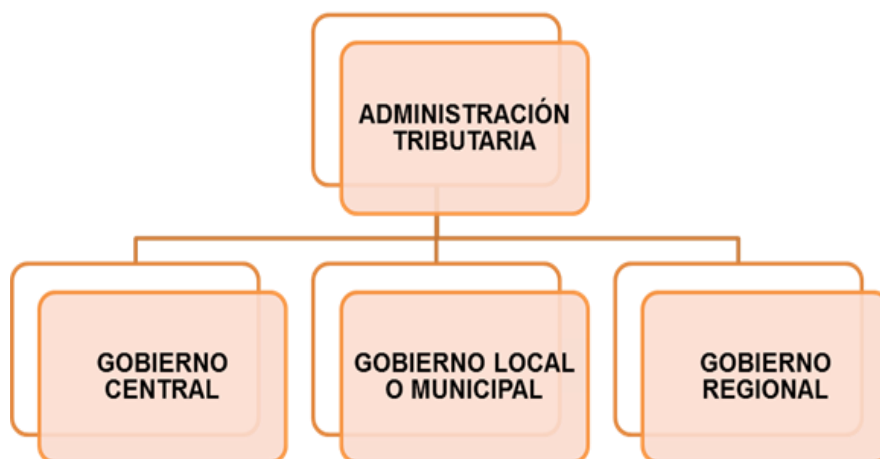 ADMINISTRACIÓN
TRIBUTARIA
GOBIERNO
CENTRAL
GOBIERNO LOCAL
O MUNICIPAL
GOBIERNO
REGIONAL